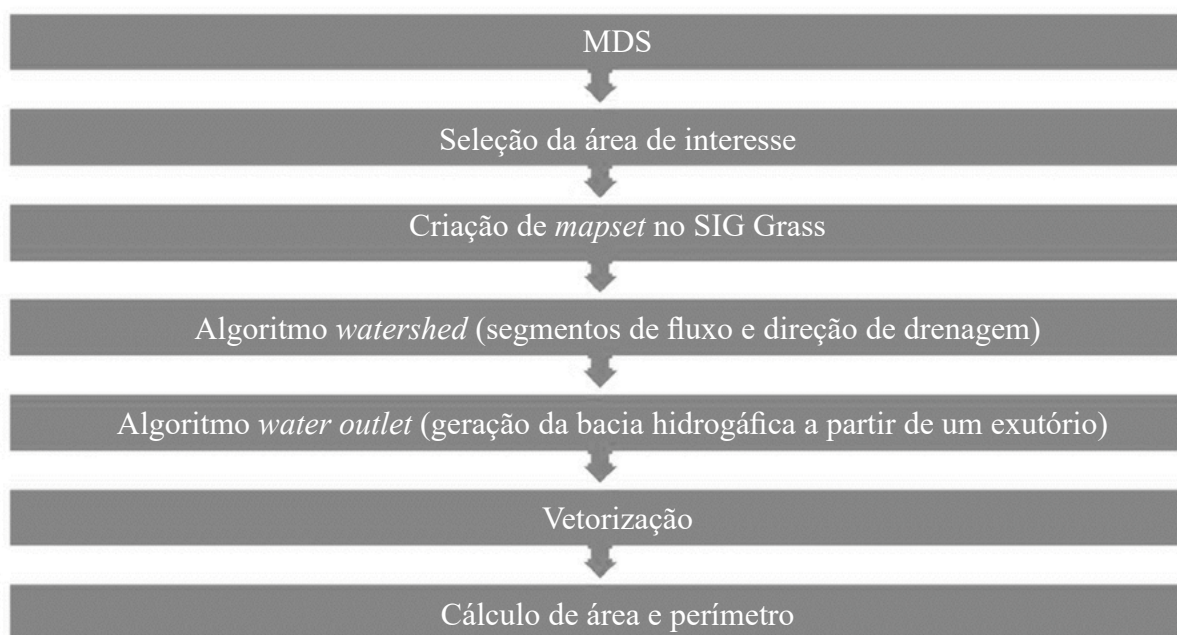 MDS
Seleção da área de interesse
Criação de mapset no SIG Grass
Algoritmo watershed (segmentos de fluxo e direção de drenagem)
Algoritmo water outlet (geração da bacia hidrogáfica a partir de um exutório)
Vetorização
Cálculo de área e perímetro